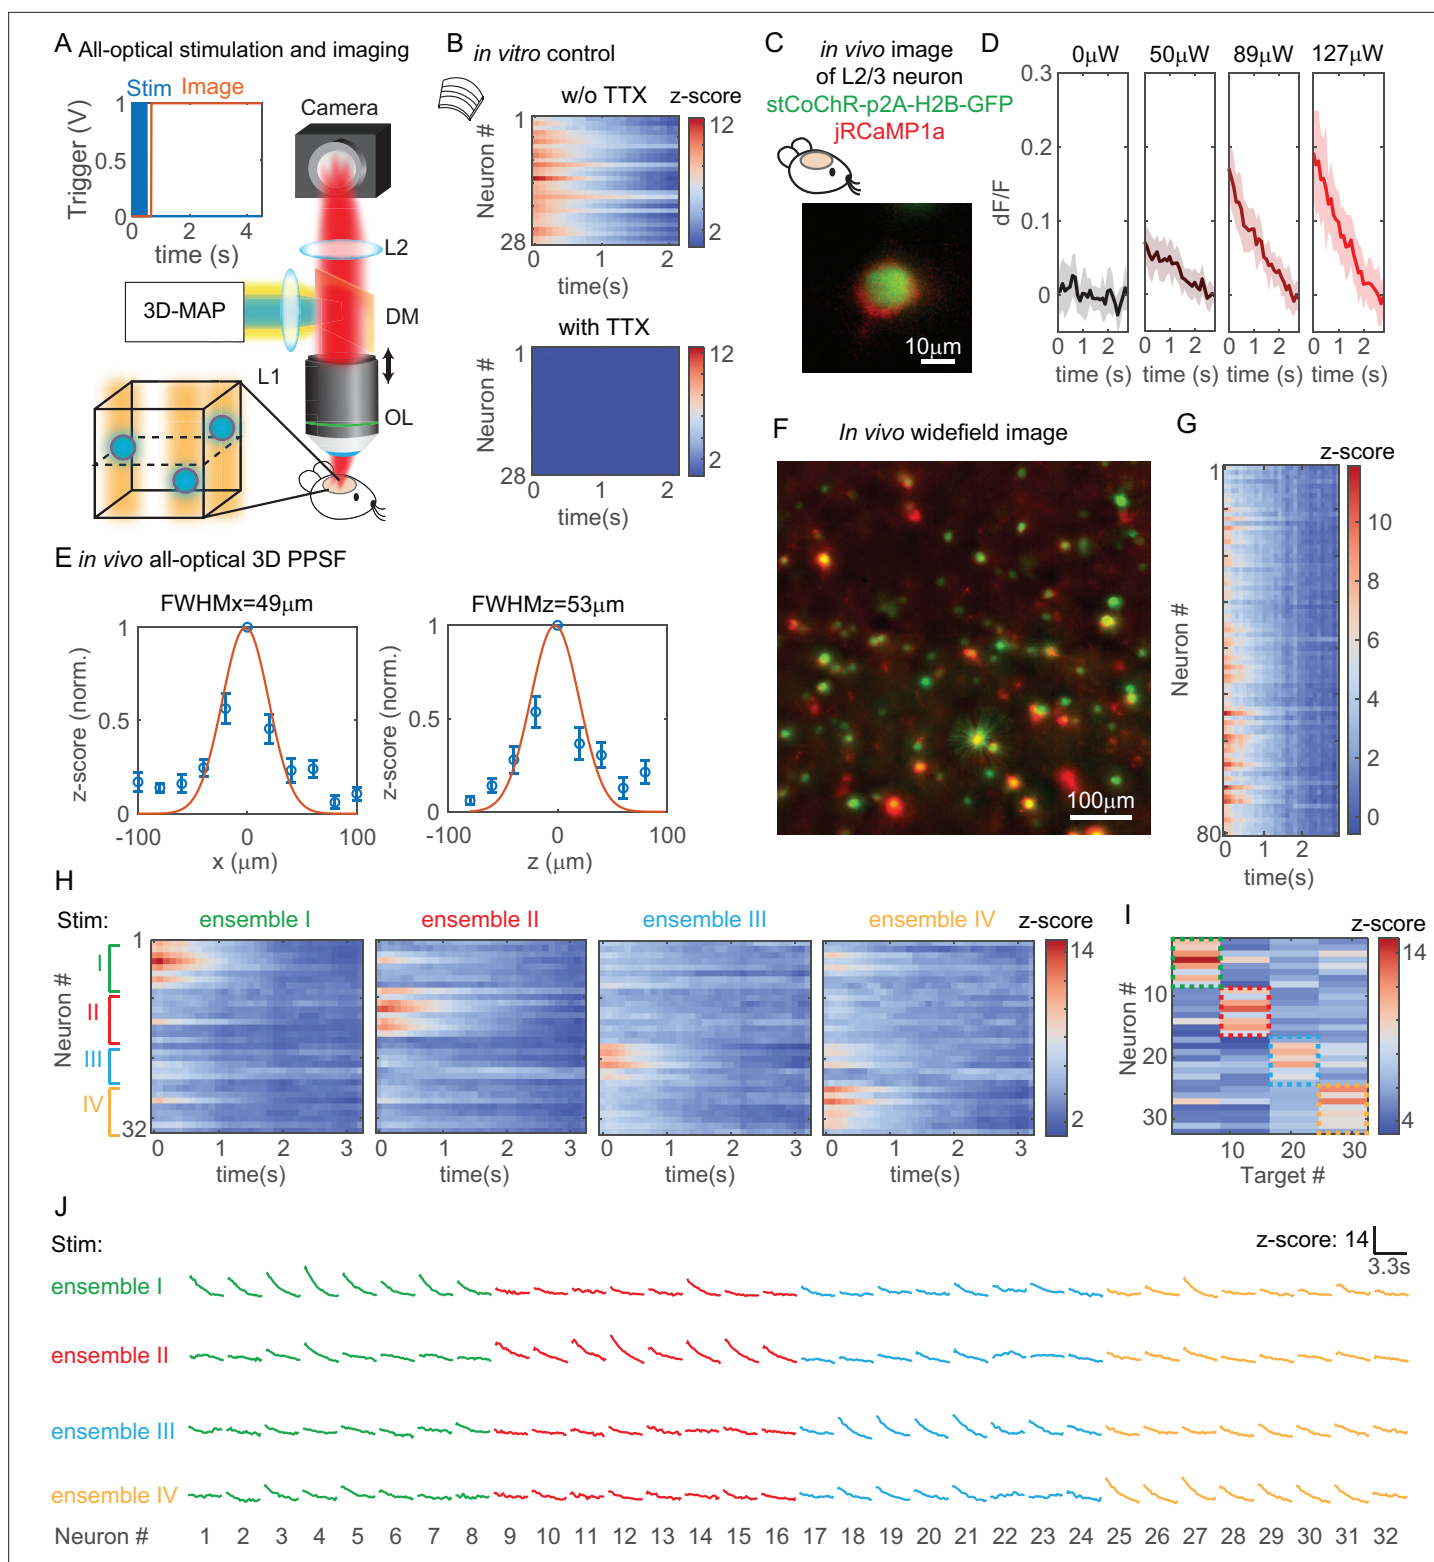 A All-optical stimulation and imaging
Stim Image
Trigger (V)
1
0.5
0
0 2 4
time (s)
Camera
L2
3D-MAP
DM
L1
OL
B in vitro control
w/o TTX
z-score
Neuron #
1
28
0 1 2
time(s)
12
2
with TTX
Neuron #
1
28
0 1 2
time(s)
12
2
C in vivo image
of L2/3 neuron
stCoChR-p2A-H2B-GFP
jRCaMP1a
10μm
D
0μW 50μW 89μW 127μW
dF/F
0.3
0.2
0.1
0
0 1 2 0 1 2 0 1 2 0 1 2
time (s) time (s) time (s) time (s)
E in vivo all-optical 3D PPSF
FWHMx=49μm
z-score (norm.)
1
0.5
0
-100 0 100
x (μm)
FWHMz=53μm
z-score (norm.)
1
0.5
0
-100 0 100
z (μm)
F In vivo widefield image
100μm
G
z-score
Neuron #
1
80
0 1 2
time(s)
10
8
6
4
2
0
H
Stim: ensemble I ensemble II ensemble III ensemble IV z-score
Neuron #
1
I
II
III
IV
32
0 1 2 3 0 1 2 3 0 1 2 3 0 1 2 3
time(s) time(s) time(s) time(s)
14
2
I
z-score
Neuron #
10
20
30
10 20 30
Target #
14
4
J
Stim:
z-score: 14
3.3s
ensemble I
ensemble II
ensemble III
ensemble IV
Neuron # 1 2 3 4 5 6 7 8 9 10 11 12 13 14 15 16 17 18 19 20 21 22 23 24 25 26 27 28 29 30 31 32